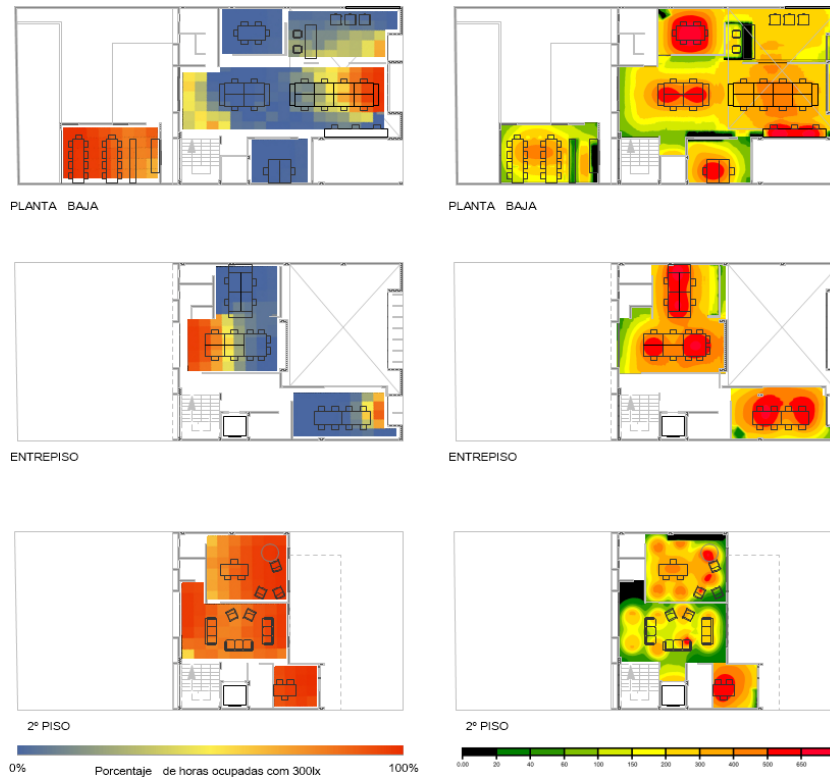 PLANTA BAJA
PLANTA BAJA
ENTREPISO
ENTREPISO
2º PISO
2º PISO
0%
Porcentaje de horas ocupadas com 300lx
100%
0.00 20 40 60 80 100 150 200 300 400 500 650